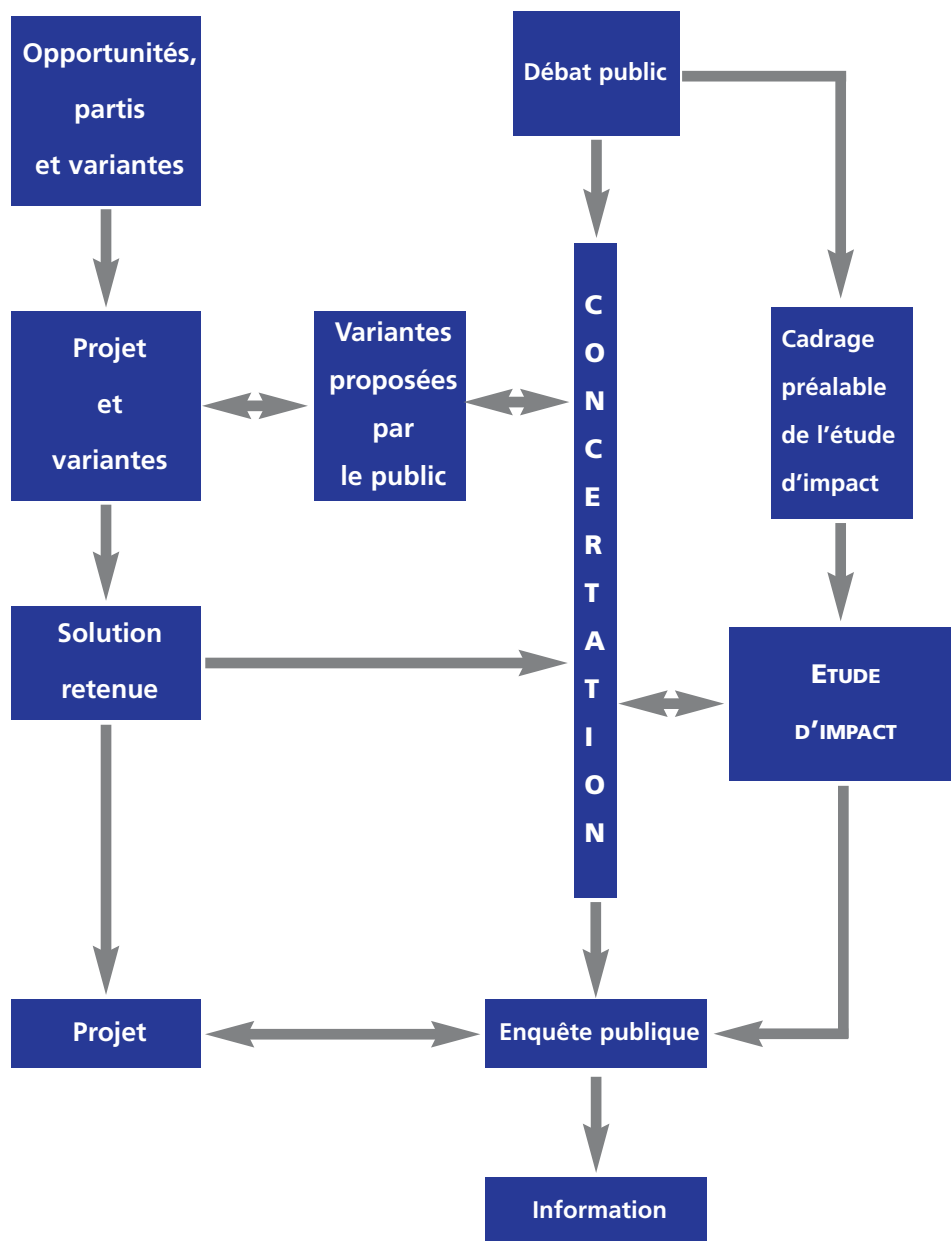 Opportunités,
partis
et variantes
Débat public
Projet
et
variantes
Variantes
proposées
par
le public
C
O
N
C
E
R
T
A
T
I
O
N
Cadrage
préalable
de l’étude
d’impact
Solution
retenue
ETUDE
D’IMPACT
Projet
Enquête publique
Information